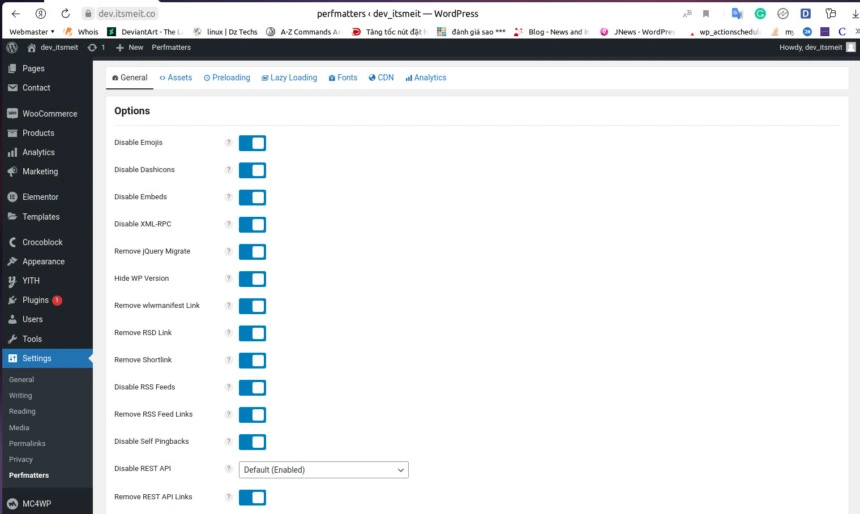 dev.itsmeit.co
perfmatters ‹ dev_itsmeit — WordPress
Webmaster
Whois
DeviantArt - The L
linux | Dz Techs
A-Z Commands A
Tăng tốc nút đặt
đánh giá sao ***
Blog - News and
JNews - WordPres
wp_actionschedu
my
dev_itsmeit
1
New
Perfmatters
Howdy, dev_itsmeit
Pages
Contact
WooCommerce
Products
Analytics
Marketing
Elementor
Templates
Crocoblock
Appearance
YITH
Plugins 1
Users
Tools
Settings
General
Writing
Reading
Media
Permalinks
Privacy
Perfmatters
MC4WP
General
Assets
Preloading
Lazy Loading
Fonts
CDN
Analytics
Options
Disable Emojis ?
Disable Dashicons ?
Disable Embeds ?
Disable XML-RPC ?
Remove jQuery Migrate ?
Hide WP Version ?
Remove wlwmanifest Link ?
Remove RSD Link ?
Remove Shortlink ?
Disable RSS Feeds ?
Remove RSS Feed Links ?
Disable Self Pingbacks ?
Disable REST API ? Default (Enabled)
Remove REST API Links ?